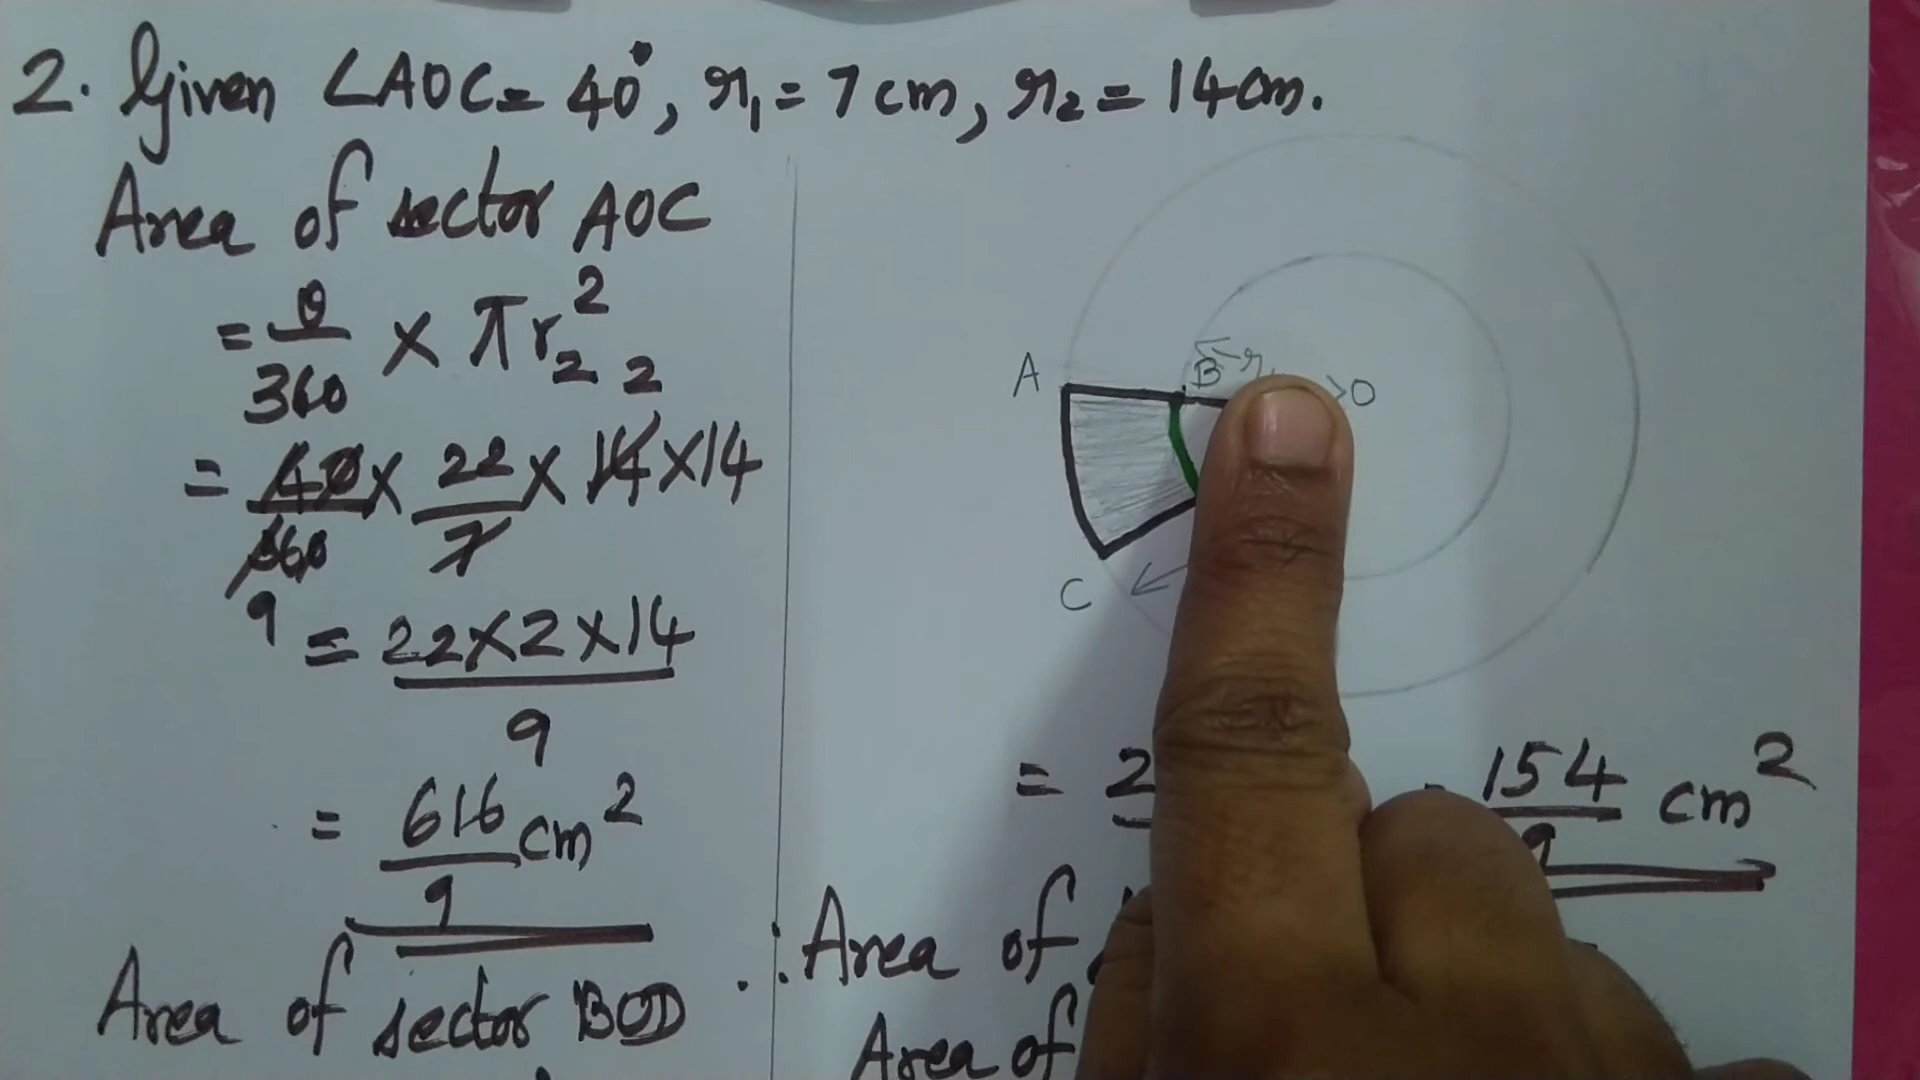 2. Given ∠AOC = 40°, r₁ = 7 cm, r₂ = 14 cm.
Area of sector AOC
= θ/360 × πr₂²
2
= 40/360 × 22/7 × 14 × 14
9
= 22×2×14/9
= 616/9 cm²
Area of sector BOD
A
B
r
O
C
= 2
= 154/9 cm²
∴ Area of
Area of